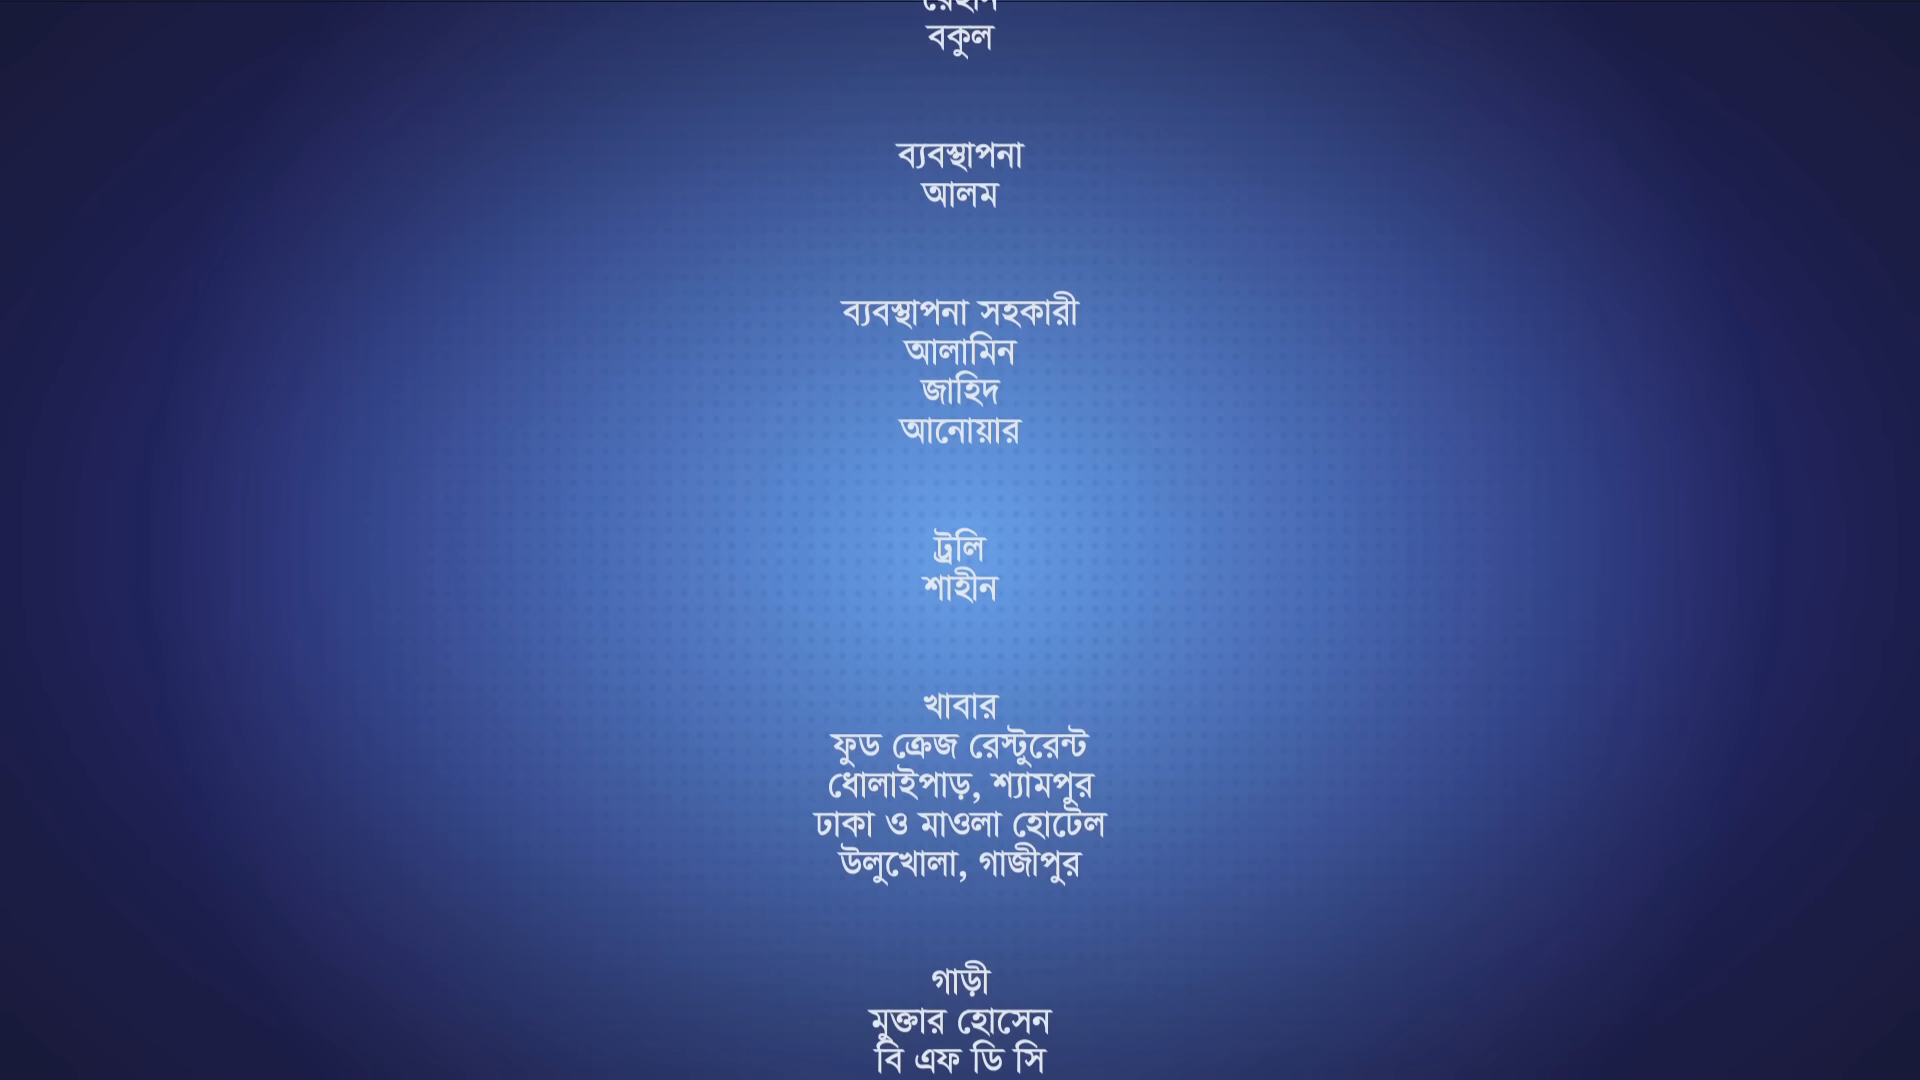 বকুল
ব্যবস্থাপনা
আলম
ব্যবস্থাপনা সহকারী
আলামিন
জাহিদ
আনোয়ার
ট্রলি
শাহীন
খাবার
ফুড ক্রেজ রেস্টুরেন্ট
ধোলাইপাড়, শ্যামপুর
ঢাকা ও মাওলা হোটেল
উলুখোলা, গাজীপুর
গাড়ী
মুক্তার হোসেন
বি এফ ডি সি